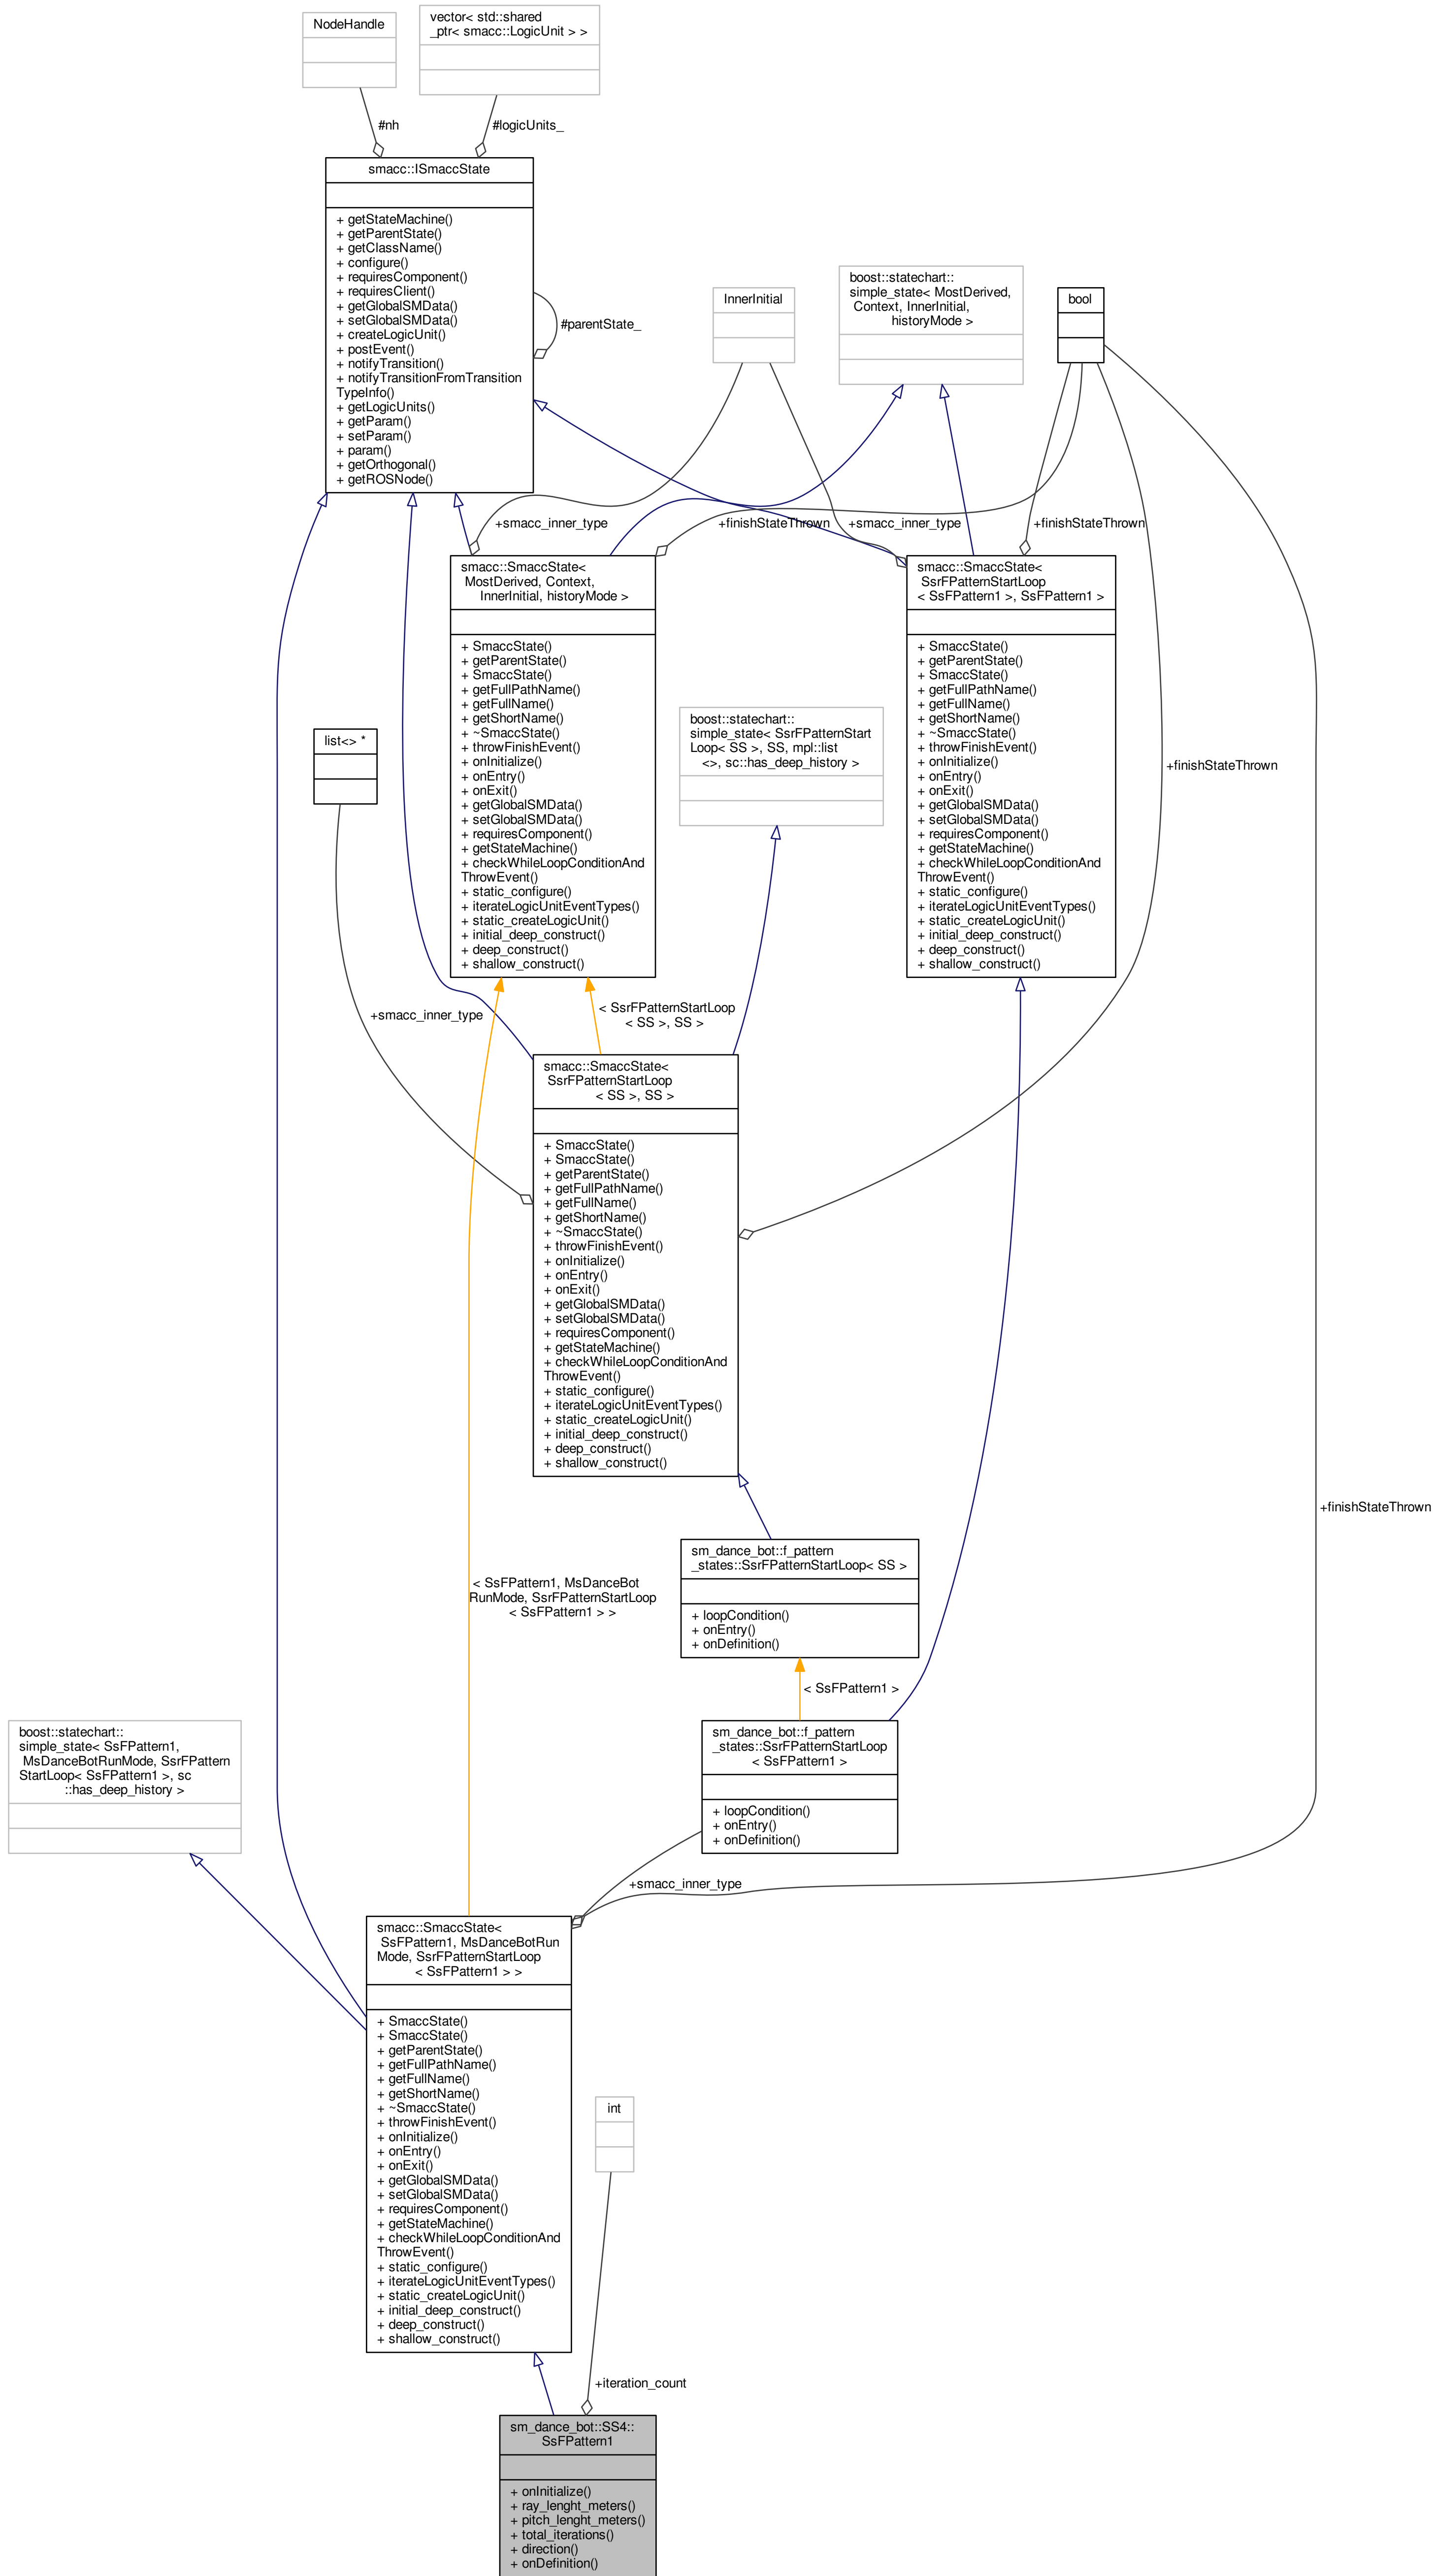 NodeHandle
vector< std::shared
_ptr< smacc::LogicUnit > >
#nh
#logicUnits_
smacc::ISmaccState
+ getStateMachine()
+ getParentState()
+ getClassName()
+ configure()
+ requiresComponent()
+ requiresClient()
+ getGlobalSMData()
+ setGlobalSMData()
+ createLogicUnit()
+ postEvent()
+ notifyTransition()
+ notifyTransitionFromTransition
TypeInfo()
+ getLogicUnits()
+ getParam()
+ setParam()
+ param()
+ getOrthogonal()
+ getROSNode()
#parentState_
InnerInitial
boost::statechart::
simple_state< MostDerived,
Context, InnerInitial,
historyMode >
bool
+smacc_inner_type
+finishStateThrown
+smacc_inner_type
+finishStateThrown
smacc::SmaccState<
MostDerived, Context,
InnerInitial, historyMode >
+ SmaccState()
+ getParentState()
+ SmaccState()
+ getFullPathName()
+ getFullName()
+ getShortName()
+ ~SmaccState()
+ throwFinishEvent()
+ onInitialize()
+ onEntry()
+ onExit()
+ getGlobalSMData()
+ setGlobalSMData()
+ requiresComponent()
+ getStateMachine()
+ checkWhileLoopConditionAnd
ThrowEvent()
+ static_configure()
+ iterateLogicUnitEventTypes()
+ static_createLogicUnit()
+ initial_deep_construct()
+ deep_construct()
+ shallow_construct()
smacc::SmaccState<
SsrFPatternStartLoop
< SsFPattern1 >, SsFPattern1 >
+ SmaccState()
+ getParentState()
+ SmaccState()
+ getFullPathName()
+ getFullName()
+ getShortName()
+ ~SmaccState()
+ throwFinishEvent()
+ onInitialize()
+ onEntry()
+ onExit()
+ getGlobalSMData()
+ setGlobalSMData()
+ requiresComponent()
+ getStateMachine()
+ checkWhileLoopConditionAnd
ThrowEvent()
+ static_configure()
+ iterateLogicUnitEventTypes()
+ static_createLogicUnit()
+ initial_deep_construct()
+ deep_construct()
+ shallow_construct()
list<> *
boost::statechart::
simple_state< SsrFPatternStart
Loop< SS >, SS, mpl::list
<>, sc::has_deep_history >
+finishStateThrown
+smacc_inner_type
< SsrFPatternStartLoop
< SS >, SS >
smacc::SmaccState<
SsrFPatternStartLoop
< SS >, SS >
+ SmaccState()
+ SmaccState()
+ getParentState()
+ getFullPathName()
+ getFullName()
+ getShortName()
+ ~SmaccState()
+ throwFinishEvent()
+ onInitialize()
+ onEntry()
+ onExit()
+ getGlobalSMData()
+ setGlobalSMData()
+ requiresComponent()
+ getStateMachine()
+ checkWhileLoopConditionAnd
ThrowEvent()
+ static_configure()
+ iterateLogicUnitEventTypes()
+ static_createLogicUnit()
+ initial_deep_construct()
+ deep_construct()
+ shallow_construct()
+finishStateThrown
sm_dance_bot::f_pattern
_states::SsrFPatternStartLoop< SS >
+ loopCondition()
+ onEntry()
+ onDefinition()
< SsFPattern1, MsDanceBot
RunMode, SsrFPatternStartLoop
< SsFPattern1 > >
< SsFPattern1 >
boost::statechart::
simple_state< SsFPattern1,
MsDanceBotRunMode, SsrFPattern
StartLoop< SsFPattern1 >, sc
::has_deep_history >
sm_dance_bot::f_pattern
_states::SsrFPatternStartLoop
< SsFPattern1 >
+ loopCondition()
+ onEntry()
+ onDefinition()
+smacc_inner_type
smacc::SmaccState<
SsFPattern1, MsDanceBotRun
Mode, SsrFPatternStartLoop
< SsFPattern1 > >
+ SmaccState()
+ SmaccState()
+ getParentState()
+ getFullPathName()
+ getFullName()
+ getShortName()
+ ~SmaccState()
+ throwFinishEvent()
+ onInitialize()
+ onEntry()
+ onExit()
+ getGlobalSMData()
+ setGlobalSMData()
+ requiresComponent()
+ getStateMachine()
+ checkWhileLoopConditionAnd
ThrowEvent()
+ static_configure()
+ iterateLogicUnitEventTypes()
+ static_createLogicUnit()
+ initial_deep_construct()
+ deep_construct()
+ shallow_construct()
int
+iteration_count
sm_dance_bot::SS4::
SsFPattern1
+ onInitialize()
+ ray_lenght_meters()
+ pitch_lenght_meters()
+ total_iterations()
+ direction()
+ onDefinition()